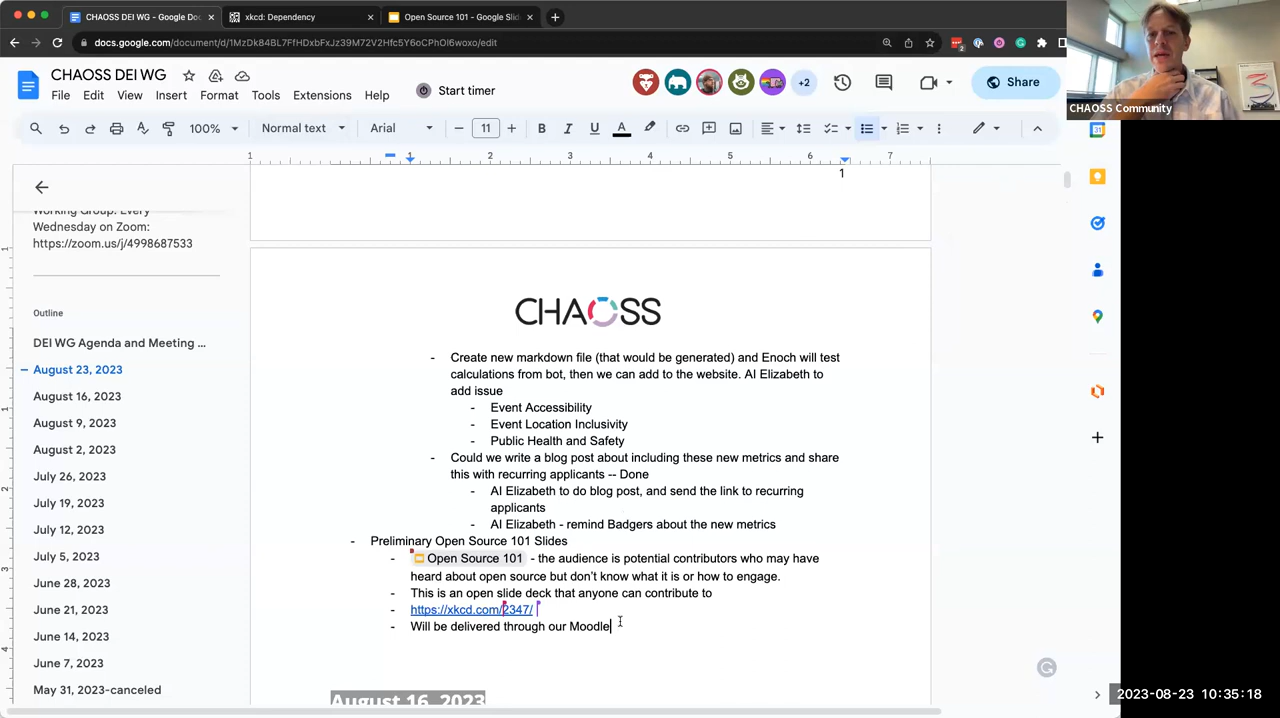 CHAOSS DEI WG - Google Doc
xkcd: Dependency
Open Source 101 - Google Slid
docs.google.com/document/d/1MzDk84BL7FfHDxbFxJz39M72V2Hfc5Y6oCPhOI6woxo/edit
CHAOSS DEI WG
File Edit View Insert Format Tools Extensions Help
Start timer
+2
Share
CHAOSS Community
100%
Normal text
Arial
11
1 1 2 3 4 5 6 7
Working Group: Every
Wednesday on Zoom:
https://zoom.us/j/4998687533
Outline
DEI WG Agenda and Meeting ...
August 23, 2023
August 16, 2023
August 9, 2023
August 2, 2023
July 26, 2023
July 19, 2023
July 12, 2023
July 5, 2023
June 28, 2023
June 21, 2023
June 14, 2023
June 7, 2023
May 31, 2023-canceled
1
CHAOSS
- Create new markdown file (that would be generated) and Enoch will test
calculations from bot, then we can add to the website. AI Elizabeth to
add issue
- Event Accessibility
- Event Location Inclusivity
- Public Health and Safety
- Could we write a blog post about including these new metrics and share
this with recurring applicants -- Done
- AI Elizabeth to do blog post, and send the link to recurring
applicants
- AI Elizabeth - remind Badgers about the new metrics
- Preliminary Open Source 101 Slides
- Open Source 101 - the audience is potential contributors who may have
heard about open source but don't know what it is or how to engage.
- This is an open slide deck that anyone can contribute to
- https://xkcd.com/2347/
- Will be delivered through our Moodle
August 16, 2023
2023-08-23 10:35:18